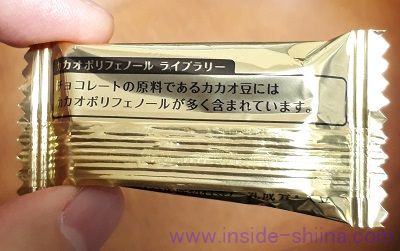 カカオポリフェノール ライブラリー
チョコレートの原料であるカカオ豆には
カカオポリフェノールが多く含まれています。
www.inside-shiina.com